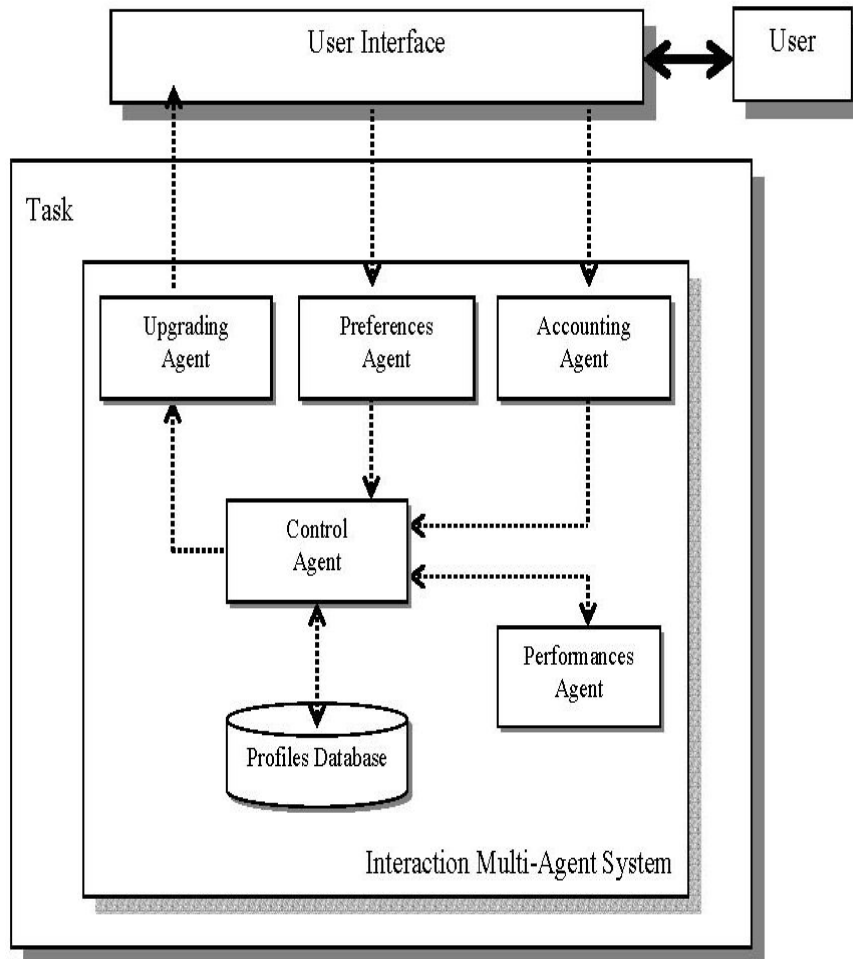 User Interface
User
Task
Upgrading
Agent
Preferences
Agent
Accounting
Agent
Control
Agent
Performances
Agent
Profiles Database
Interaction Multi-Agent System